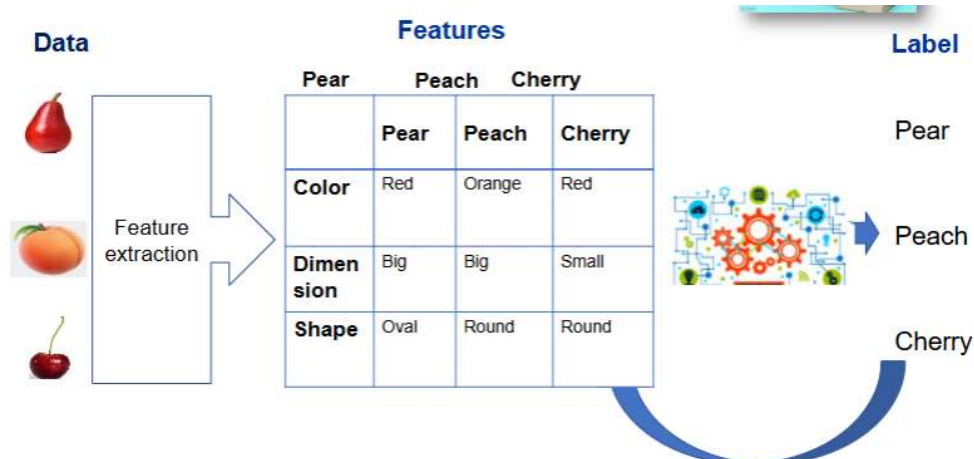 Data
Features
Label
Pear Peach Cherry
Pear Peach Cherry
Color Red Orange Red
Dimen Big Big Small
sion
Shape Oval Round Round
Feature
extraction
Pear
Peach
Cherry